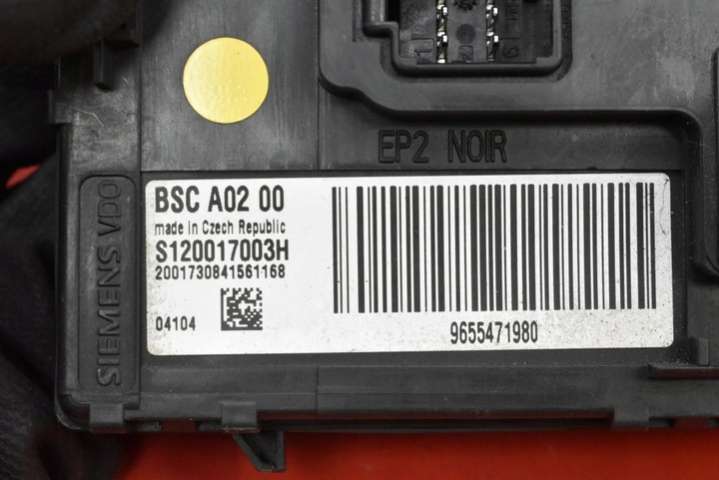 EP2 NOIR
SIEMENS VDO
BSC A02 00
made in Czech Republic
S120017003H
2001730841561168
04104
9655471980